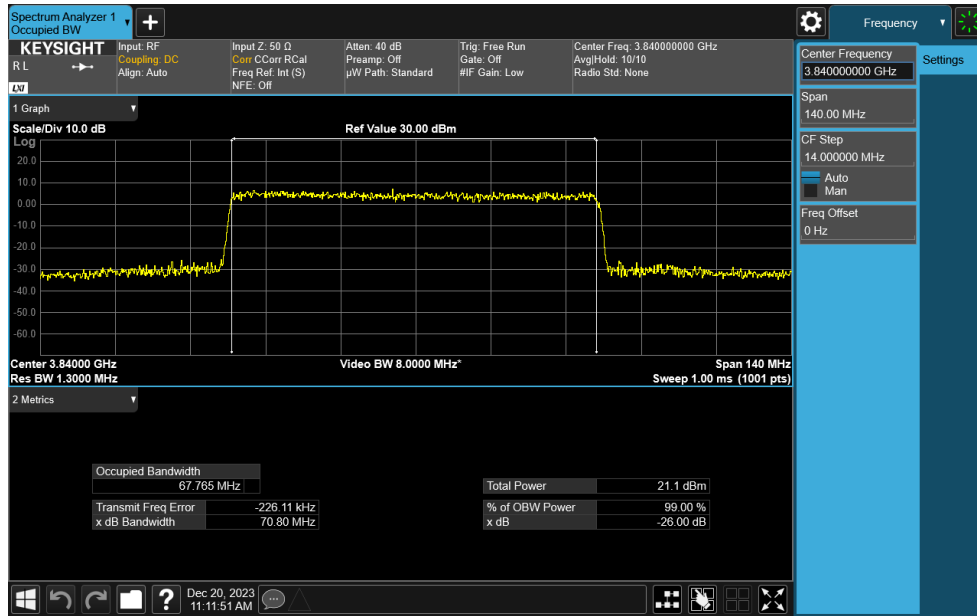 Spectrum Analyzer 1
Occupied BW
Frequency
KEYSIGHT
R L
LXI
Input: RF
Coupling: DC
Align: Auto
Input Z: 50 Ω
Corr CCorr RCal
Freq Ref: Int (S)
NFE: Off
Atten: 40 dB
Preamp: Off
µW Path: Standard
Trig: Free Run
Gate: Off
#IF Gain: Low
Center Freq: 3.840000000 GHz
Avg|Hold: 10/10
Radio Std: None
Center Frequency
3.840000000 GHz
Settings
Span
140.00 MHz
CF Step
14.000000 MHz
Auto
Man
Freq Offset
0 Hz
1 Graph
Scale/Div 10.0 dB
Ref Value 30.00 dBm
Log
20.0
10.0
0.00
-10.0
-20.0
-30.0
-40.0
-50.0
-60.0
Center 3.84000 GHz
Video BW 8.0000 MHz*
Span 140 MHz
Res BW 1.3000 MHz
Sweep 1.00 ms (1001 pts)
2 Metrics
Occupied Bandwidth
67.765 MHz
Total Power 21.1 dBm
Transmit Freq Error -226.11 kHz
% of OBW Power 99.00 %
x dB Bandwidth 70.80 MHz
x dB -26.00 dB
?
Dec 20, 2023
11:11:51 AM